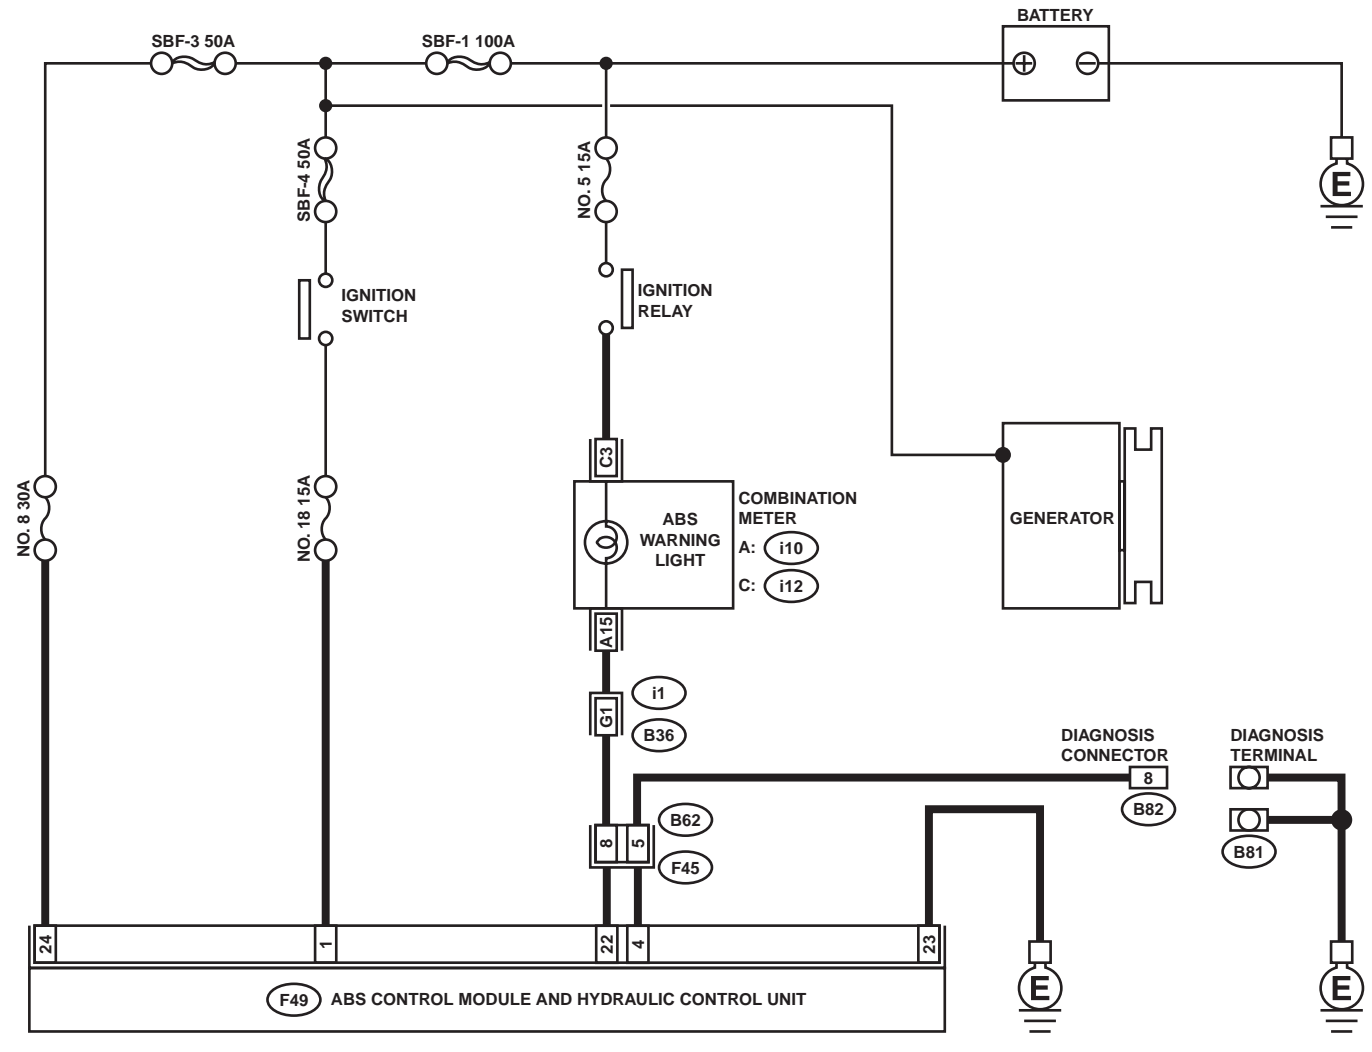 BATTERY
SBF-3 50A
SBF-1 100A
SBF-4 50A
NO. 5 15A
E
IGNITION
SWITCH
IGNITION
RELAY
C3
NO. 8 30A
NO. 18 15A
ABS
WARNING
LIGHT
COMBINATION
METER
A: i10
C: i12
GENERATOR
A15
i1
G1
B36
DIAGNOSIS
CONNECTOR
8
B82
DIAGNOSIS
TERMINAL
B81
B62
8
5
F45
24
1
22
4
23
F49 ABS CONTROL MODULE AND HYDRAULIC CONTROL UNIT
E
E